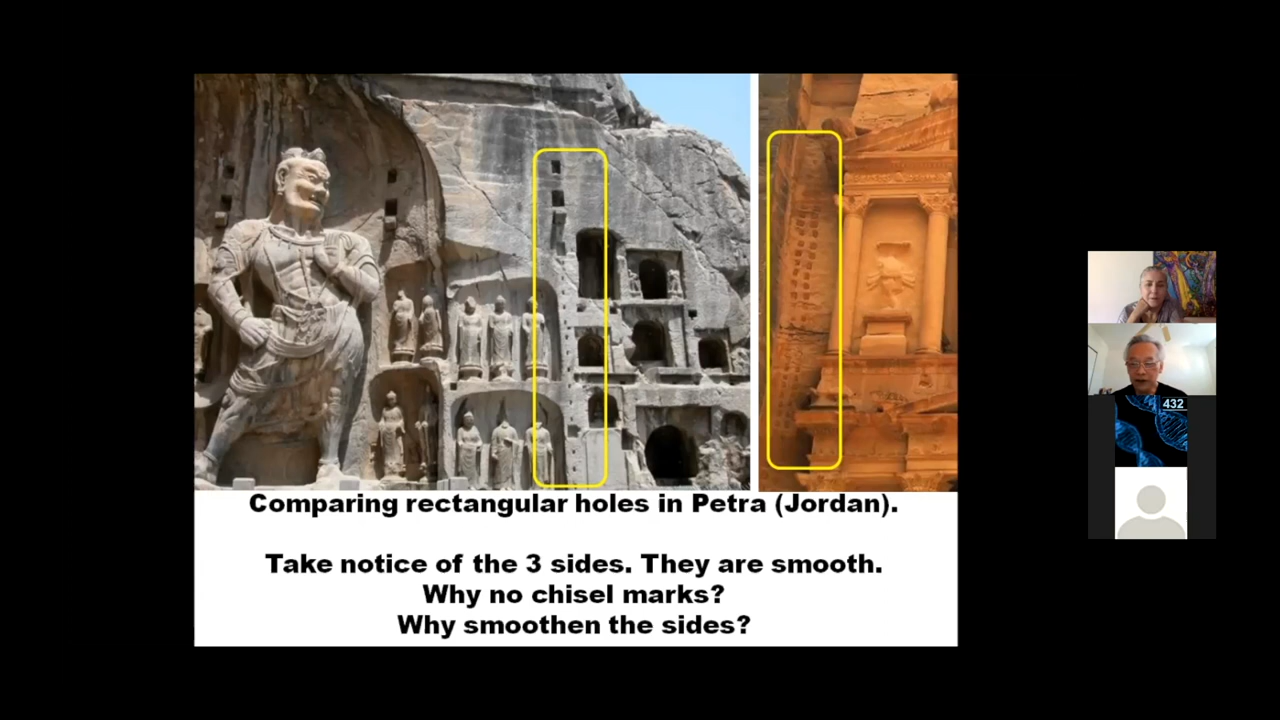 432
Comparing rectangular holes in Petra (Jordan).
Take notice of the 3 sides. They are smooth.
Why no chisel marks?
Why smoothen the sides?